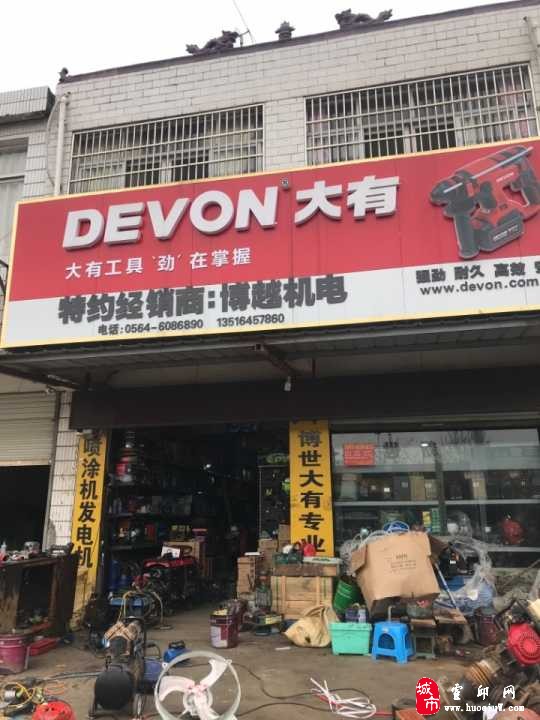 DEVON® 大有
大有工具 '劲' 在掌握
特约经销商:博越机电
电话:0564-6086890 13516457860
强劲 耐久 高效
www.devon.com
喷涂机发电机
博世大有专业
城市
霍邱网
www.huoqiuw.com